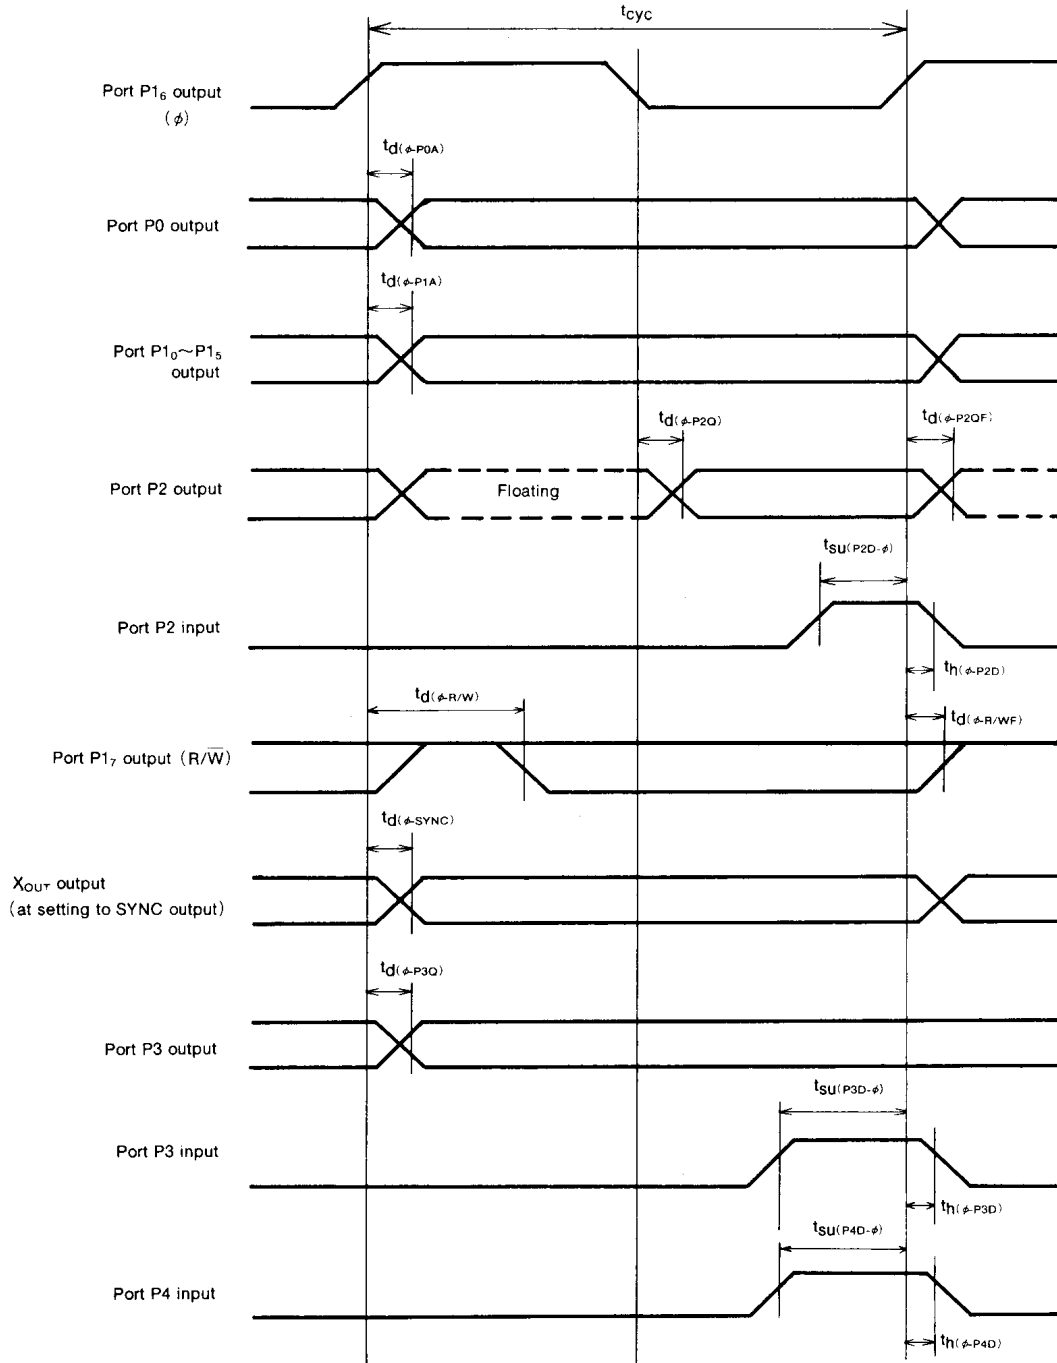 tcyc
Port P1₆ output
(ϕ)
td(ϕ-P0A)
Port P0 output
td(ϕ-P1A)
Port P1₀~P1₅
output
td(ϕ-P2Q)
td(ϕ-P2QF)
Port P2 output
Floating
tsu(P2D-ϕ)
Port P2 input
th(ϕ-P2D)
td(ϕ-R/W)
td(ϕ-R/WF)
Port P1₇ output (R/W̅)
td(ϕ-SYNC)
XOUT output
(at setting to SYNC output)
td(ϕ-P3Q)
Port P3 output
tsu(P3D-ϕ)
Port P3 input
th(ϕ-P3D)
tsu(P4D-ϕ)
Port P4 input
th(ϕ-P4D)